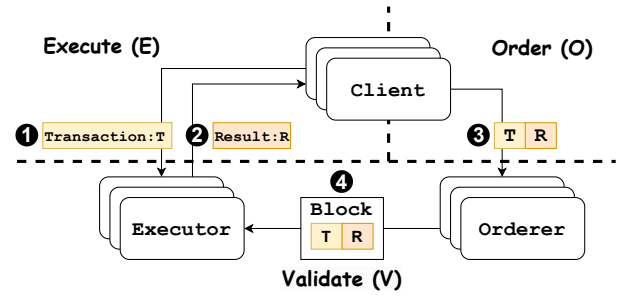 Execute (E)
Order (O)
Client
1 Transaction:T
2 Result:R
3 T R
4
Block
T R
Executor
Orderer
Validate (V)